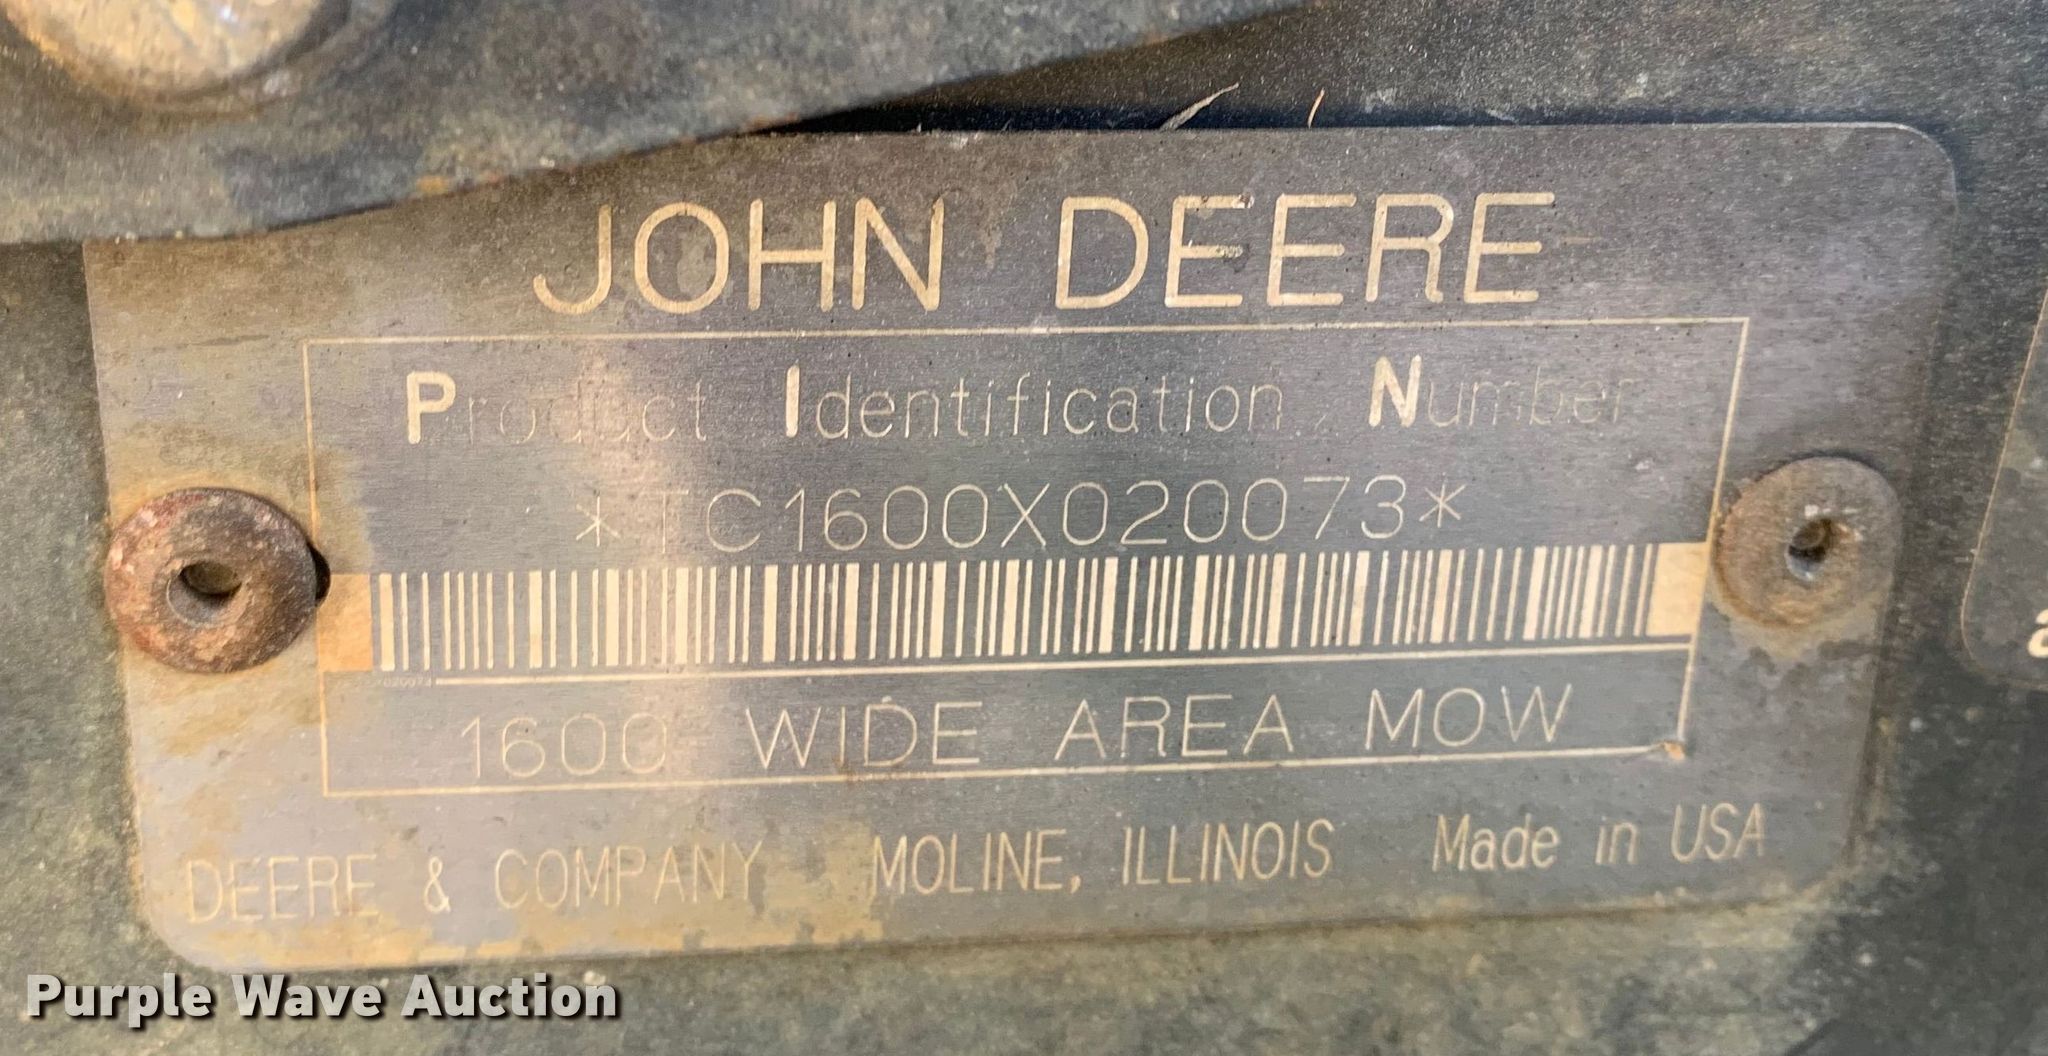 JOHN DEERE
Product Identification Number
*TC1600X020073*
1600 WIDE AREA MOW
DEERE & COMPANY MOLINE, ILLINOIS Made in USA
Purple Wave Auction